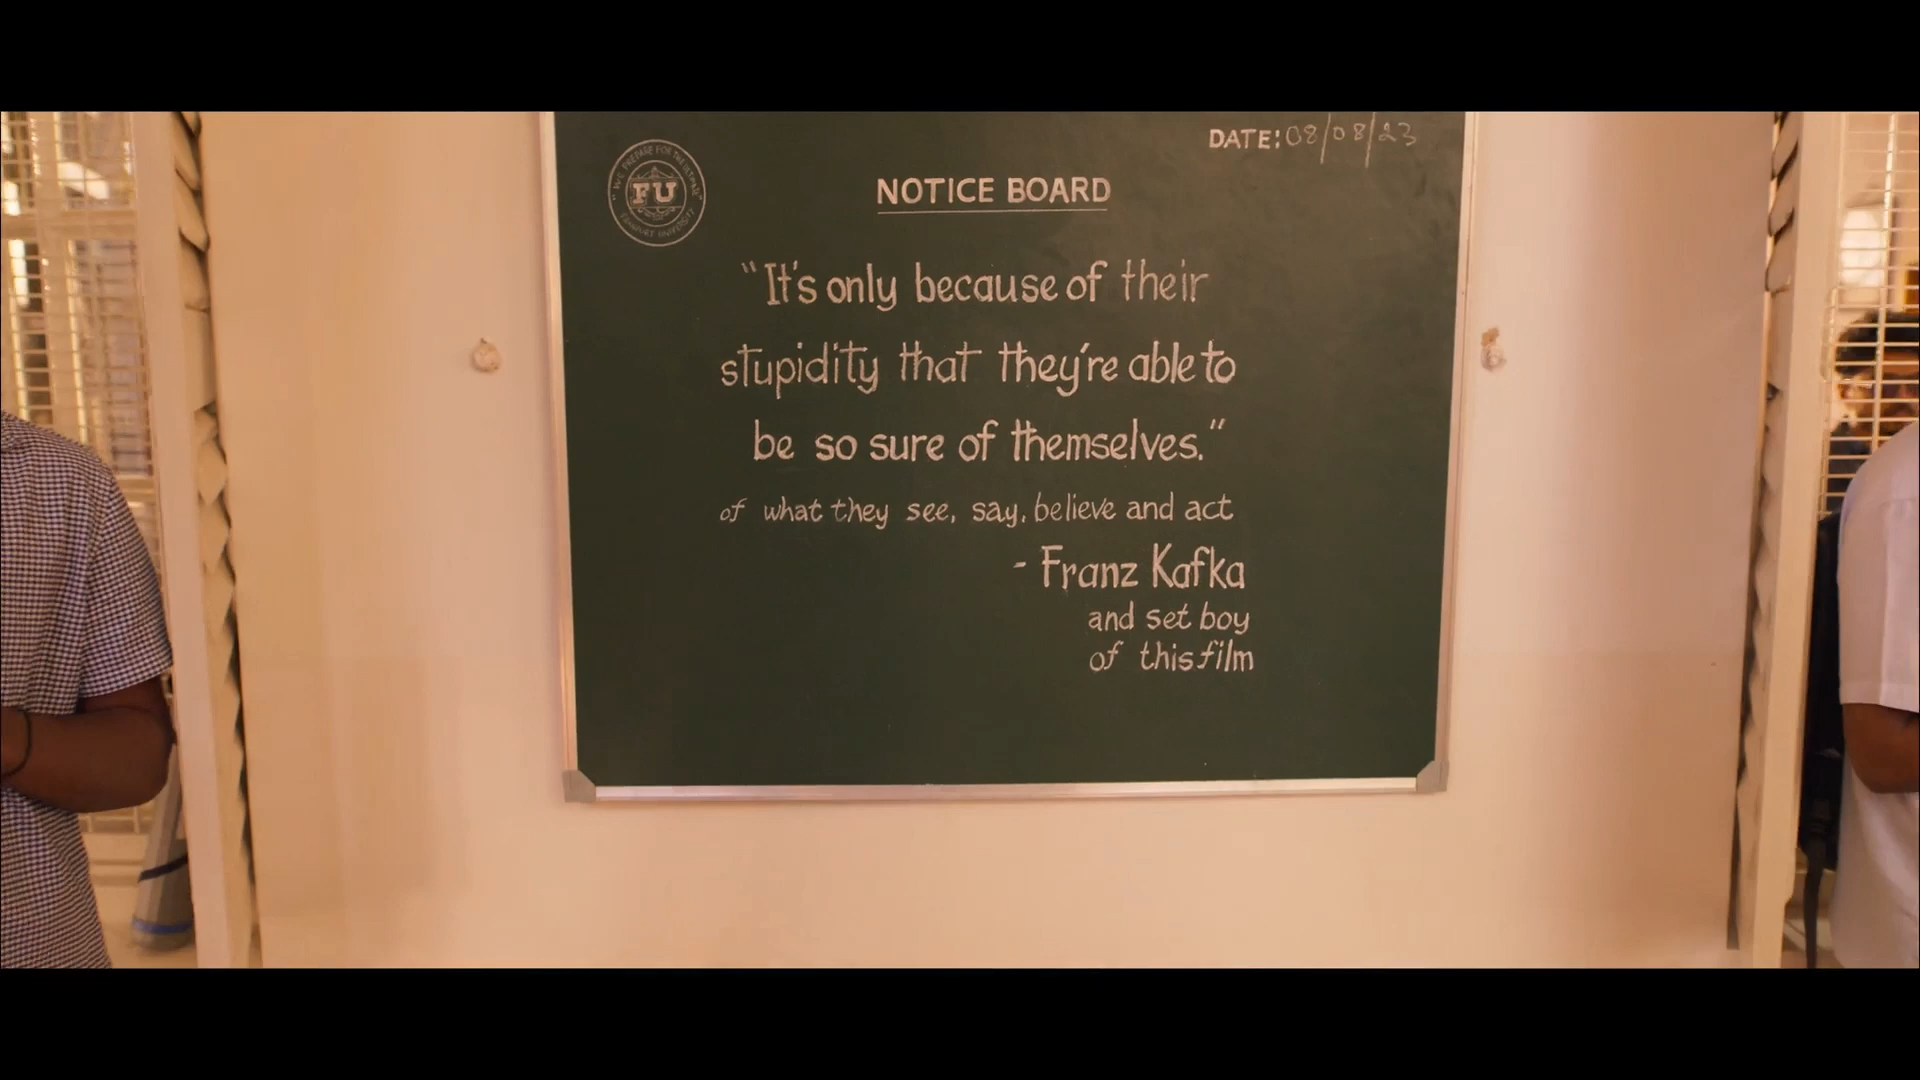 DATE: 08/08/23
FU
NOTICE BOARD
"It's only because of their
stupidity that they're able to
be so sure of themselves."
of what they see, say, believe and act
- Franz Kafka
and set boy
of this film